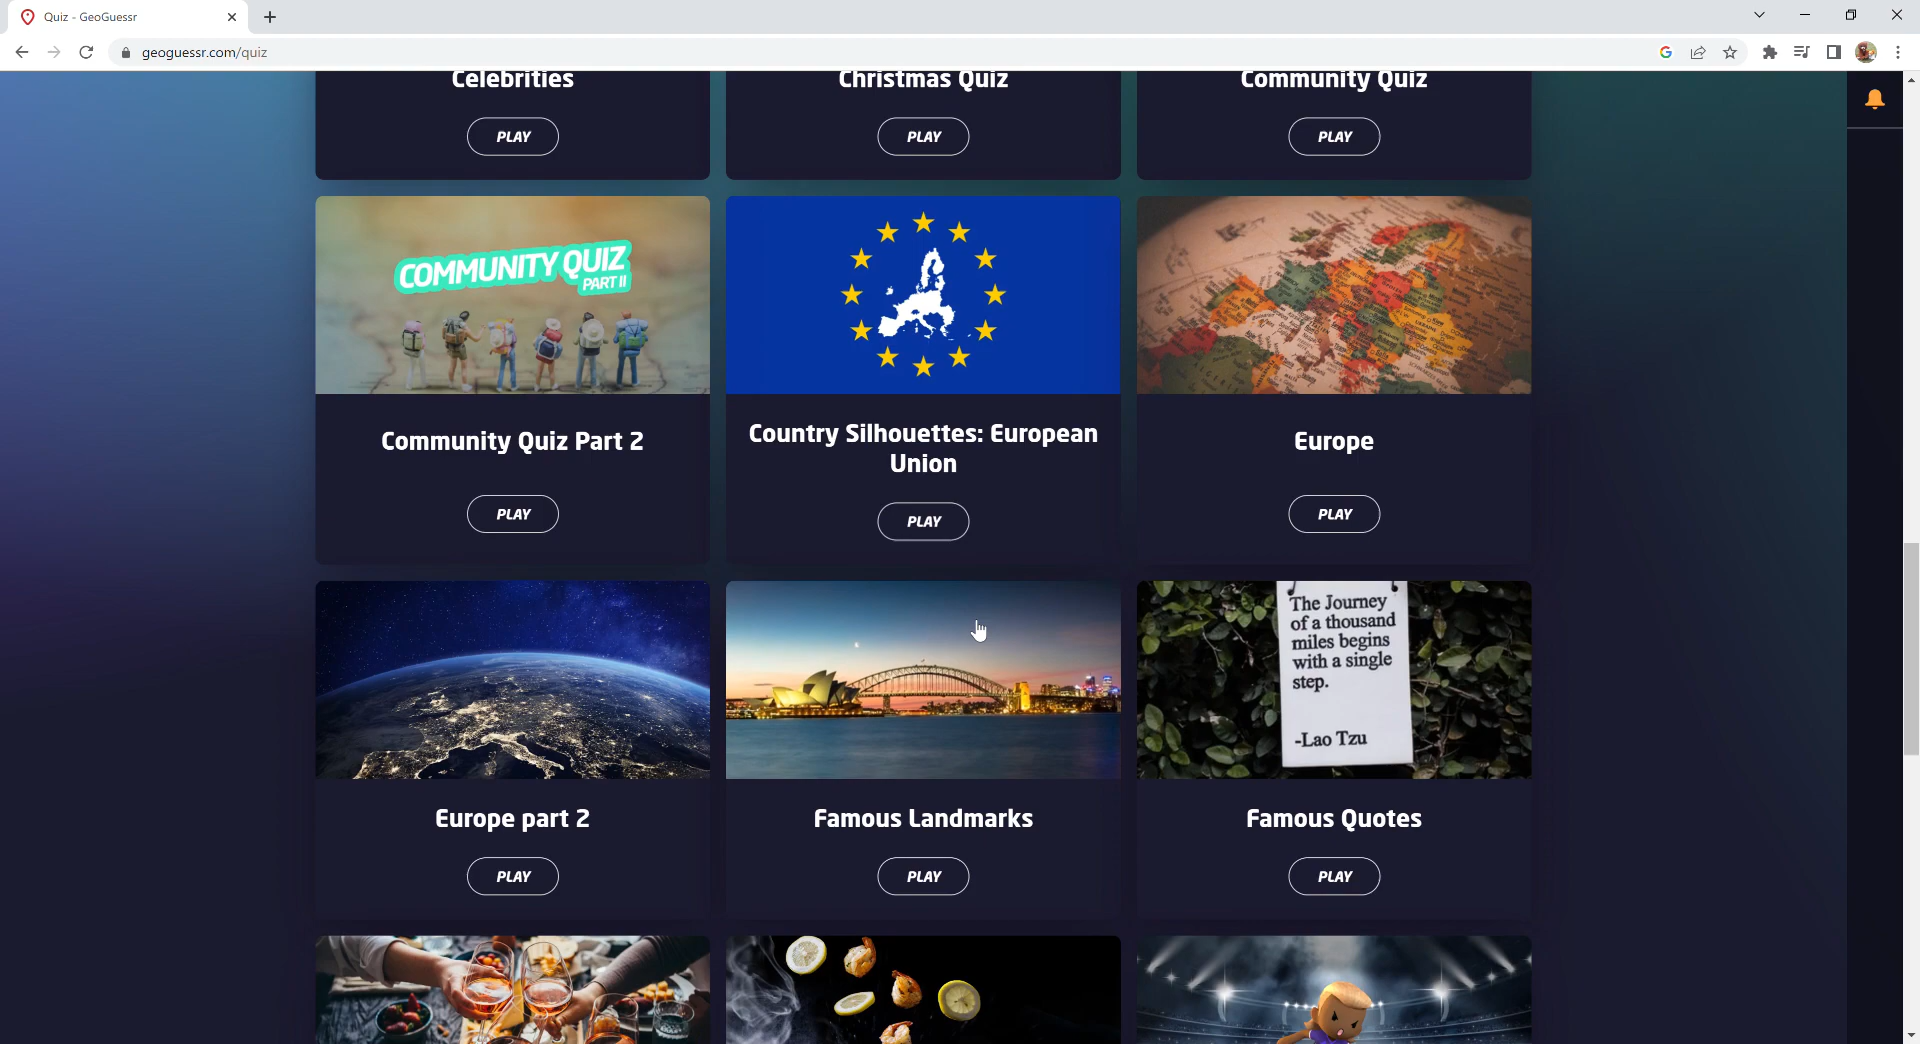 Quiz - GeoGuessr
geoguessr.com/quiz
Celebrities
Christmas Quiz
Community Quiz
PLAY
PLAY
PLAY
COMMUNITY QUIZ
PART II
Community Quiz Part 2
Country Silhouettes: European
Union
Europe
PLAY
PLAY
PLAY
The Journey
of a thousand
miles begins
with a single
step.
-Lao Tzu
Europe part 2
Famous Landmarks
Famous Quotes
PLAY
PLAY
PLAY